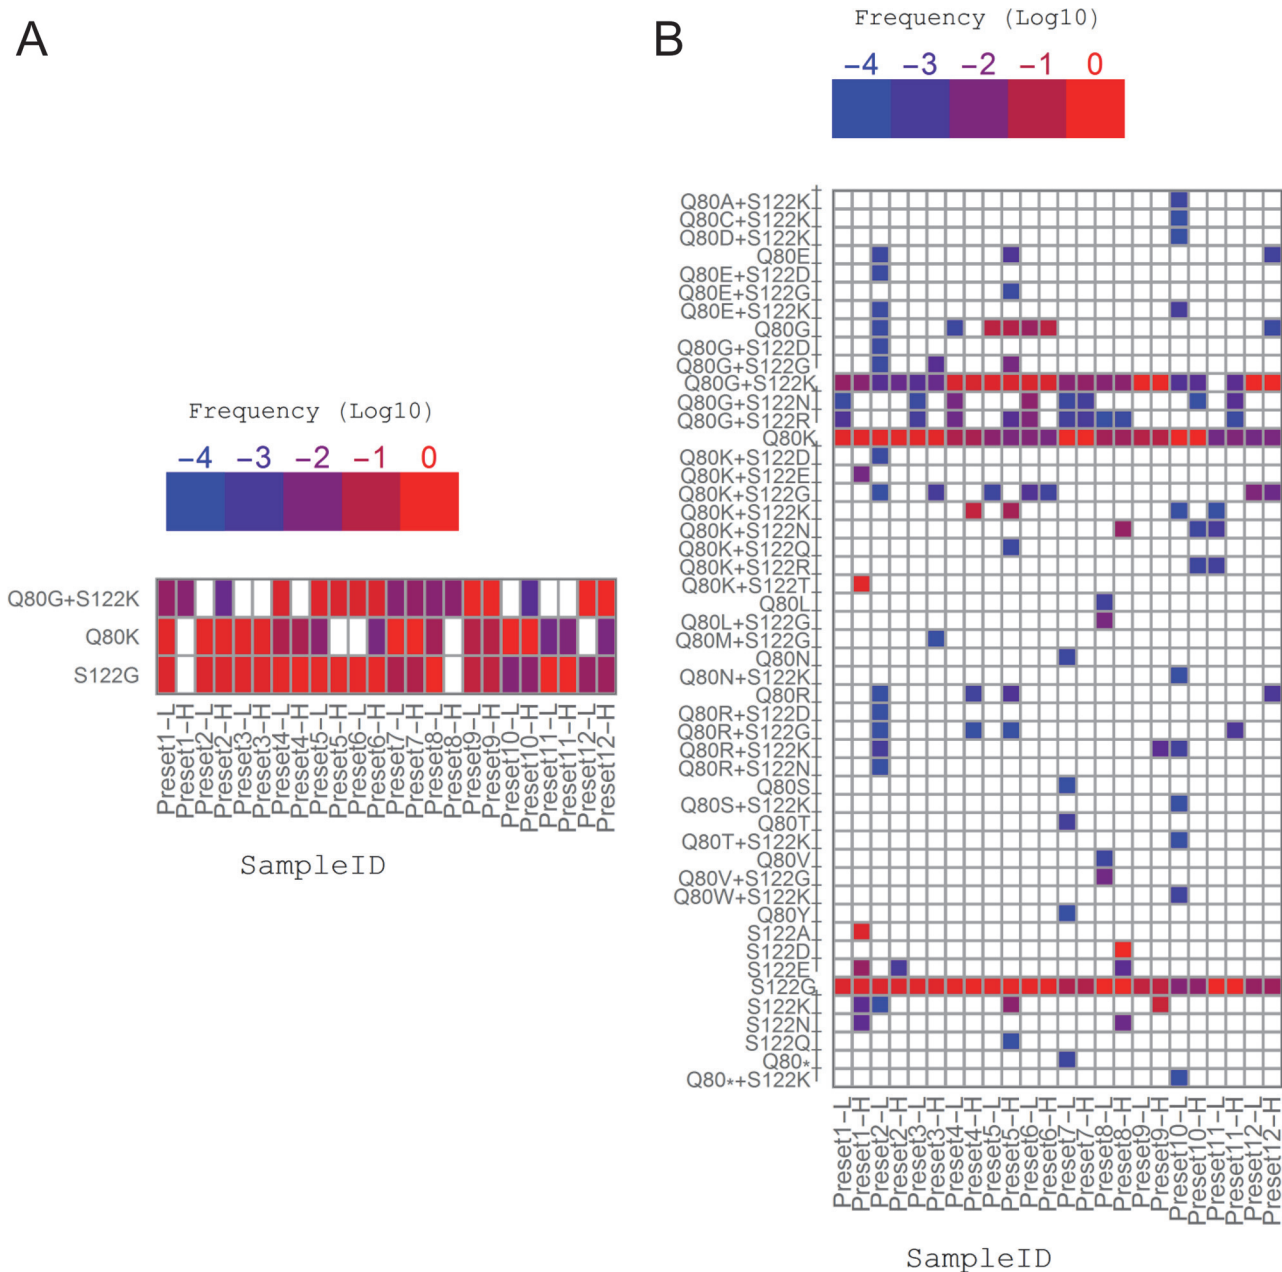 A
Frequency (Log10)
−4 −3 −2 −1 0
Q80G+S122K
Q80K
S122G
Preset1−L
Preset1−H
Preset2−L
Preset2−H
Preset3−L
Preset3−H
Preset4−L
Preset4−H
Preset5−L
Preset5−H
Preset6−L
Preset6−H
Preset7−L
Preset7−H
Preset8−L
Preset8−H
Preset9−L
Preset9−H
Preset10−L
Preset10−H
Preset11−L
Preset11−H
Preset12−L
Preset12−H
SampleID
B
Frequency (Log10)
−4 −3 −2 −1 0
Q80A+S122K
Q80C+S122K
Q80D+S122K
Q80E
Q80E+S122D
Q80E+S122G
Q80E+S122K
Q80G
Q80G+S122D
Q80G+S122G
Q80G+S122K
Q80G+S122N
Q80G+S122R
Q80K
Q80K+S122D
Q80K+S122E
Q80K+S122G
Q80K+S122K
Q80K+S122N
Q80K+S122Q
Q80K+S122R
Q80K+S122T
Q80L
Q80L+S122G
Q80M+S122G
Q80N
Q80N+S122K
Q80R
Q80R+S122D
Q80R+S122G
Q80R+S122K
Q80R+S122N
Q80S
Q80S+S122K
Q80T
Q80T+S122K
Q80V
Q80V+S122G
Q80W+S122K
Q80Y
S122A
S122D
S122E
S122G
S122K
S122N
S122Q
Q80*
Q80*+S122K
Preset1−L
Preset1−H
Preset2−L
Preset2−H
Preset3−L
Preset3−H
Preset4−L
Preset4−H
Preset5−L
Preset5−H
Preset6−L
Preset6−H
Preset7−L
Preset7−H
Preset8−L
Preset8−H
Preset9−L
Preset9−H
Preset10−L
Preset10−H
Preset11−L
Preset11−H
Preset12−L
Preset12−H
SampleID